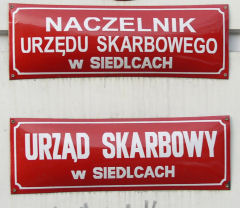 NACZELNIK
URZĘDU SKARBOWEGO
w SIEDLCACH
URZĄD SKARBOWY
w SIEDLCACH